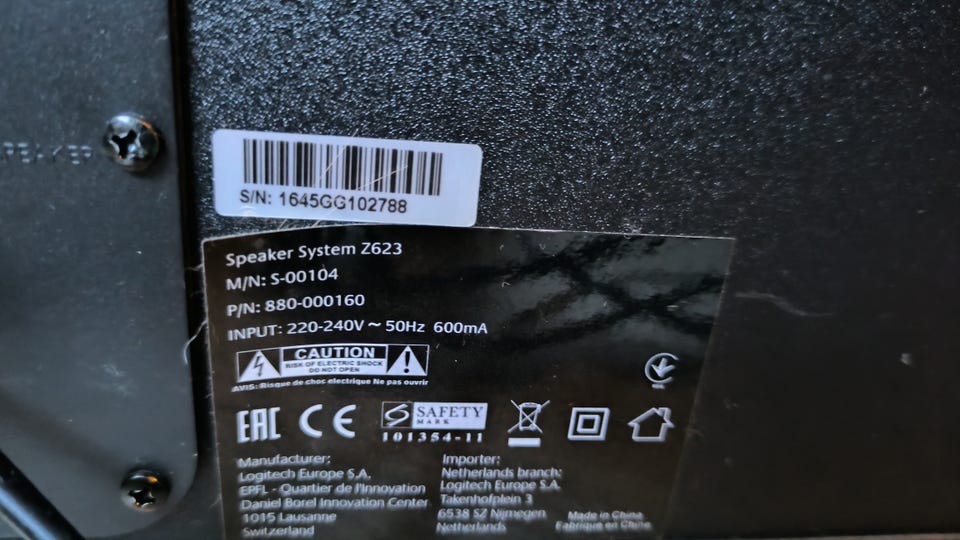 SPEAKER
S/N: 1645GG102788
Speaker System Z623
M/N: S-00104
P/N: 880-000160
INPUT: 220-240V ~ 50Hz 600mA
CAUTION
RISK OF ELECTRIC SHOCK
DO NOT OPEN
AVIS: Risque de choc electrique Ne pas ouvrir
EAC CE SAFETY
MARK
101354-11
Manufacturer:
Logitech Europe S.A.
EPFL - Quartier de l'Innovation
Daniel Borel Innovation Center
1015 Lausanne
Switzerland
Importer:
Netherlands branch:
Logitech Europe S.A.
Takenhofplein 3
6538 SZ Nijmegen
Netherlands
Made in China
Fabriqué en Chine